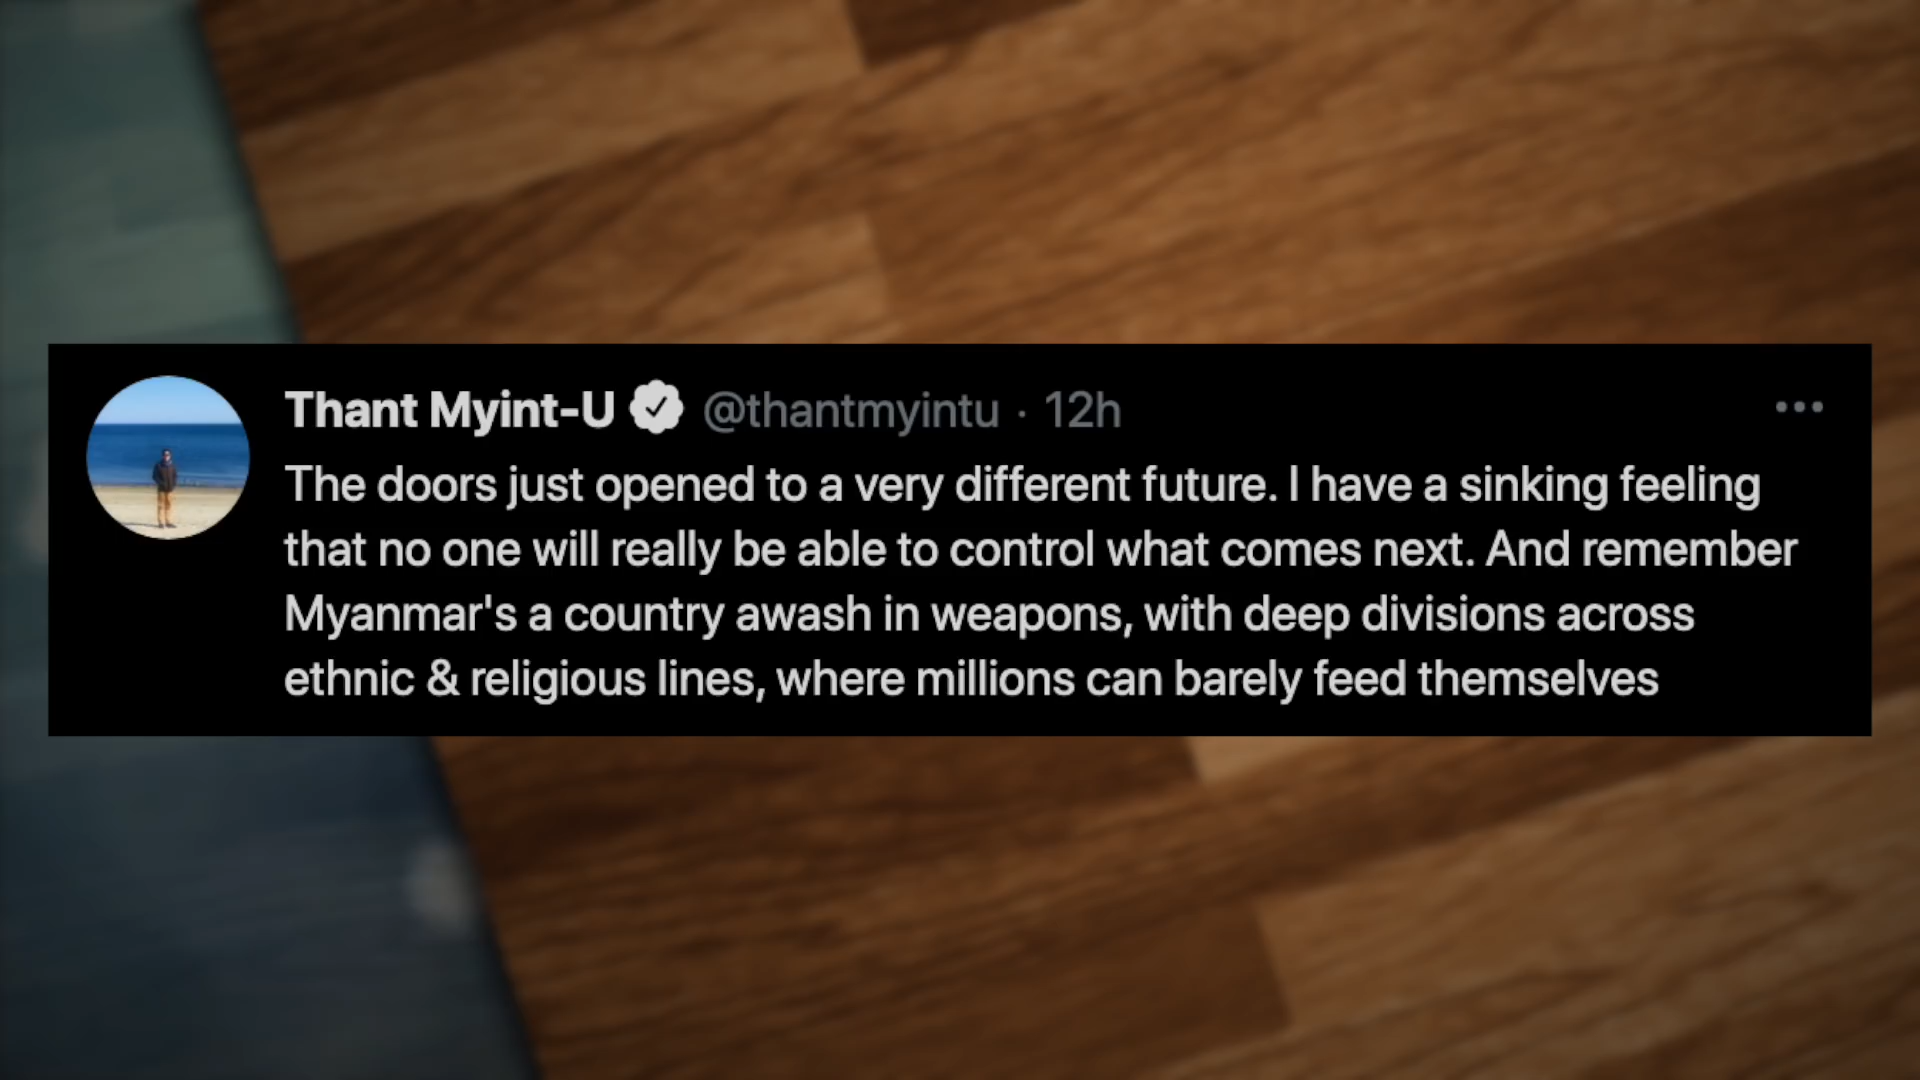 Thant Myint-U @thantmyintu · 12h
The doors just opened to a very different future. I have a sinking feeling
that no one will really be able to control what comes next. And remember
Myanmar's a country awash in weapons, with deep divisions across
ethnic & religious lines, where millions can barely feed themselves